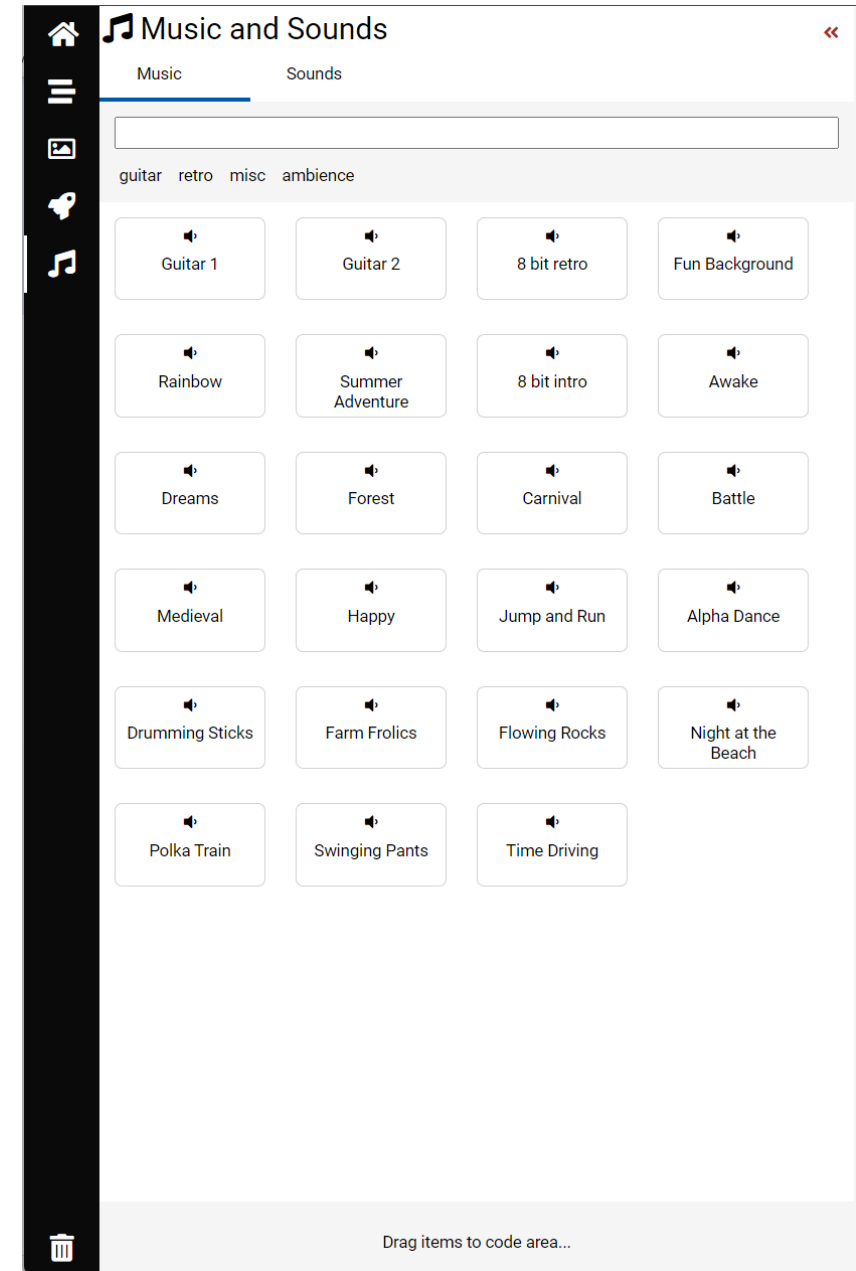 Music and Sounds
Music Sounds
guitar retro misc ambience
Guitar 1 Guitar 2 8 bit retro Fun Background
Rainbow Summer Adventure 8 bit intro Awake
Dreams Forest Carnival Battle
Medieval Happy Jump and Run Alpha Dance
Drumming Sticks Farm Frolics Flowing Rocks Night at the Beach
Polka Train Swinging Pants Time Driving
Drag items to code area...